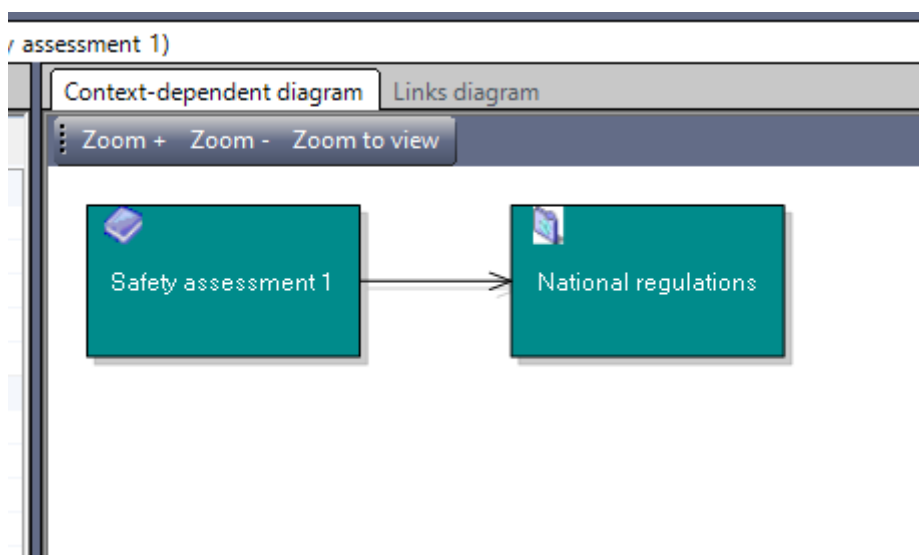 assessment 1)
Context-dependent diagram Links diagram
Zoom + Zoom - Zoom to view
Safety assessment 1
National regulations